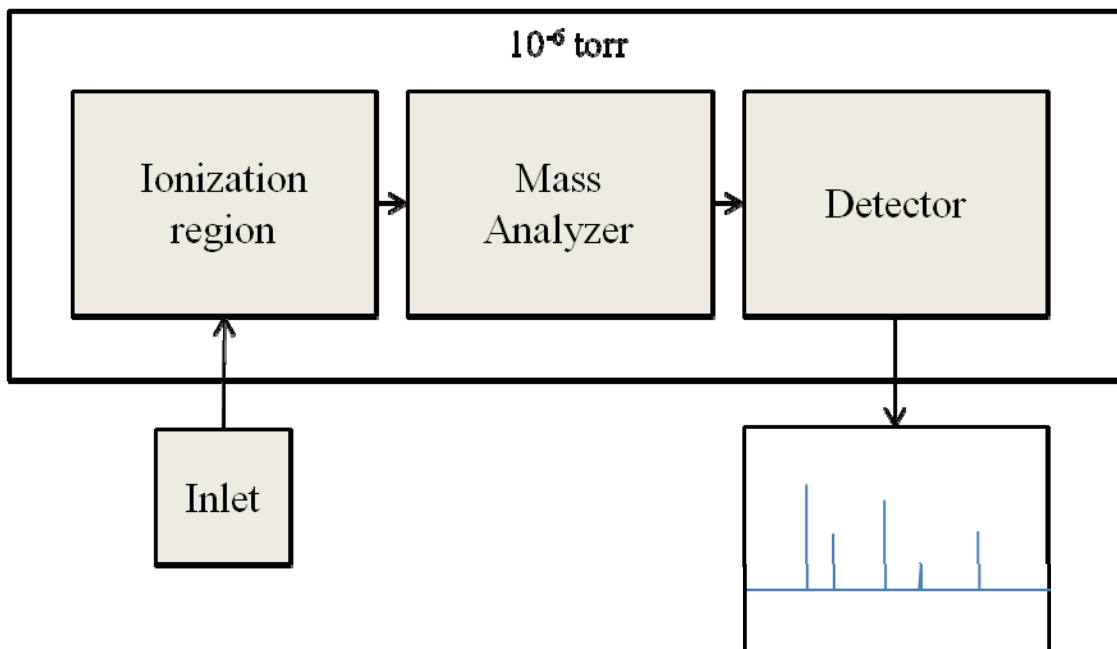 10⁻⁶ torr
Ionization
region
Mass
Analyzer
Detector
Inlet